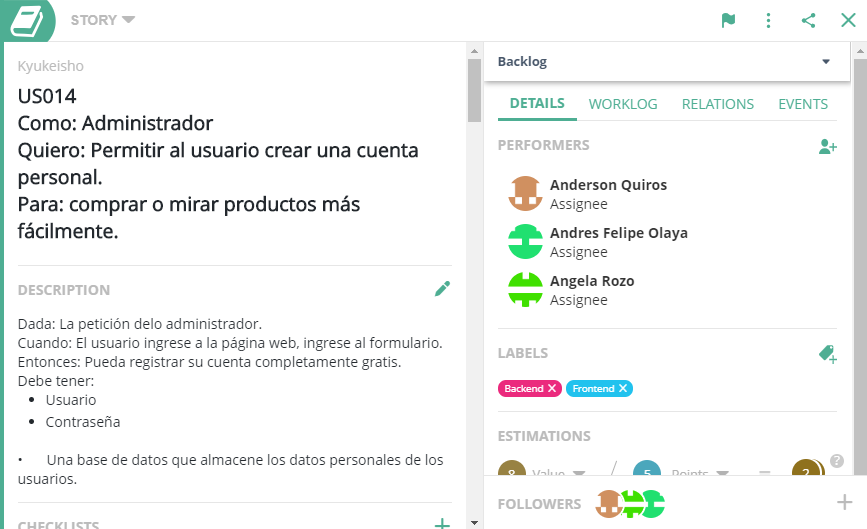 STORY
Kyukeisho
US014
Como: Administrador
Quiero: Permitir al usuario crear una cuenta
personal.
Para: comprar o mirar productos más
fácilmente.
DESCRIPTION
Dada: La petición delo administrador.
Cuando: El usuario ingrese a la página web, ingrese al formulario.
Entonces: Pueda registrar su cuenta completamente gratis.
Debe tener:
• Usuario
• Contraseña
• Una base de datos que almacene los datos personales de los
usuarios.
CHECKLISTS
Backlog
DETAILS WORKLOG RELATIONS EVENTS
PERFORMERS
Anderson Quiros
Assignee
Andres Felipe Olaya
Assignee
Angela Rozo
Assignee
LABELS
Backend Frontend
ESTIMATIONS
8 Value / 5 Points = 2 ?
FOLLOWERS